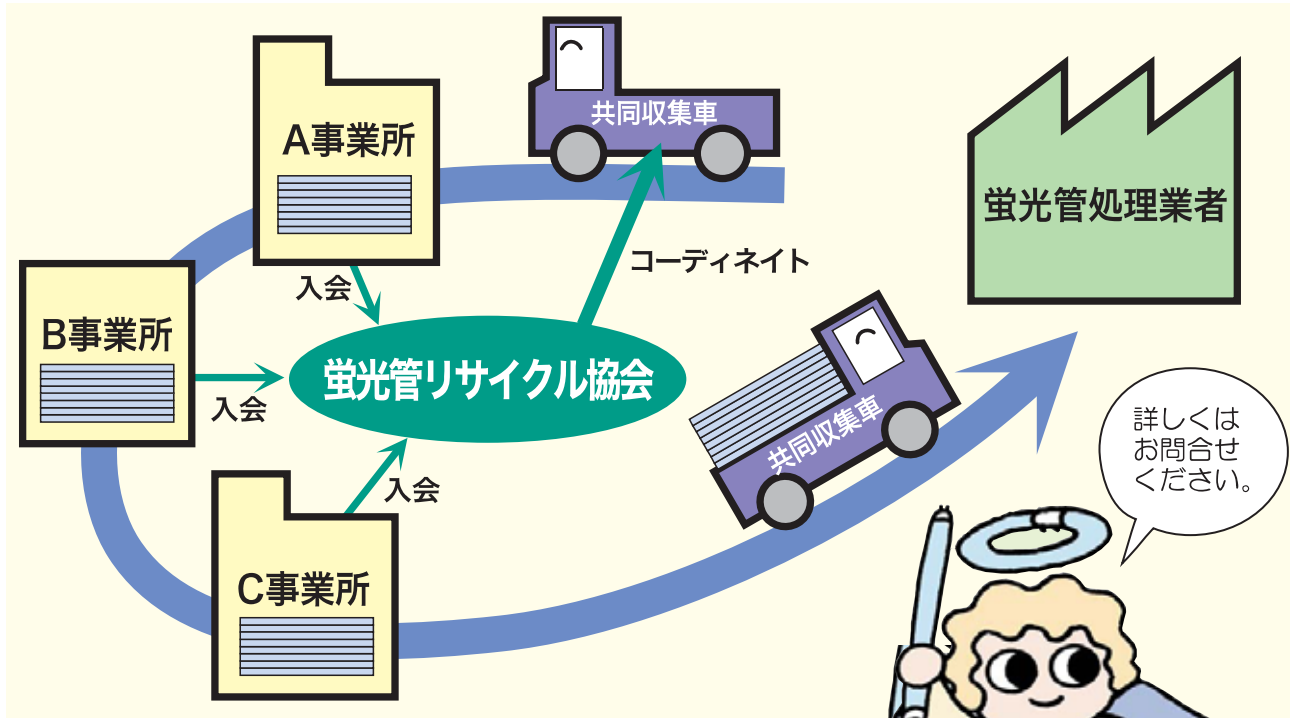 共同収集車
A事業所
蛍光管処理業者
コーディネイト
入会
B事業所
蛍光管リサイクル協会
入会
共同収集車
詳しくは
お問合せ
ください。
入会
C事業所